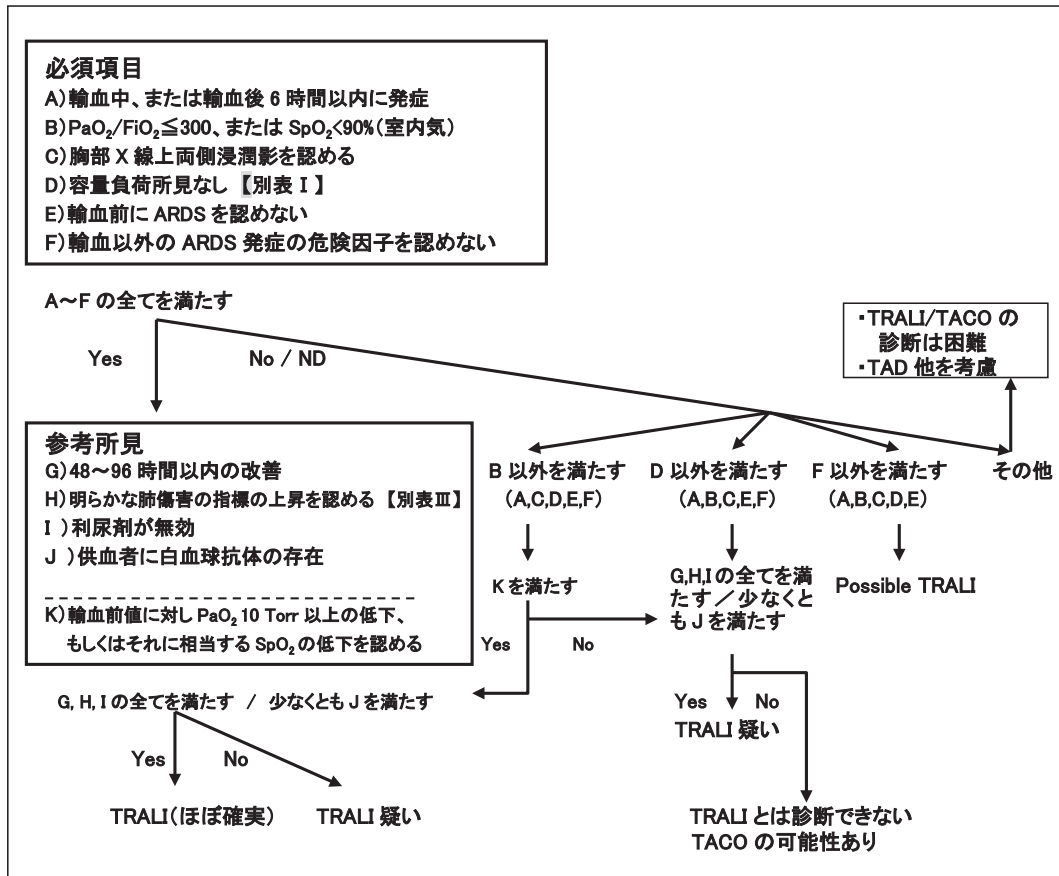 必須項目
A)輸血中、または輸血後 6 時間以内に発症
B)PaO₂/FiO₂≦300、または SpO₂<90%(室内気)
C)胸部 X 線上両側浸潤影を認める
D)容量負荷所見なし 【別表 Ⅰ】
E)輸血前に ARDS を認めない
F)輸血以外の ARDS 発症の危険因子を認めない
A~F の全てを満たす
Yes
No / ND
・TRALI/TACO の
診断は困難
・TAD 他を考慮
参考所見
G)48~96 時間以内の改善
H)明らかな肺傷害の指標の上昇を認める 【別表Ⅲ】
I )利尿剤が無効
J )供血者に白血球抗体の存在
K)輸血前値に対し PaO₂ 10 Torr 以上の低下、
もしくはそれに相当する SpO₂ の低下を認める
B 以外を満たす
(A,C,D,E,F)
D 以外を満たす
(A,B,C,E,F)
F 以外を満たす
(A,B,C,D,E)
その他
K を満たす
G,H,I の全てを満
たす/少なくと
も J を満たす
Possible TRALI
Yes
No
G, H, I の全てを満たす / 少なくとも J を満たす
Yes
No
TRALI 疑い
Yes
No
TRALI(ほぼ確実)
TRALI 疑い
TRALI とは診断できない
TACO の可能性あり